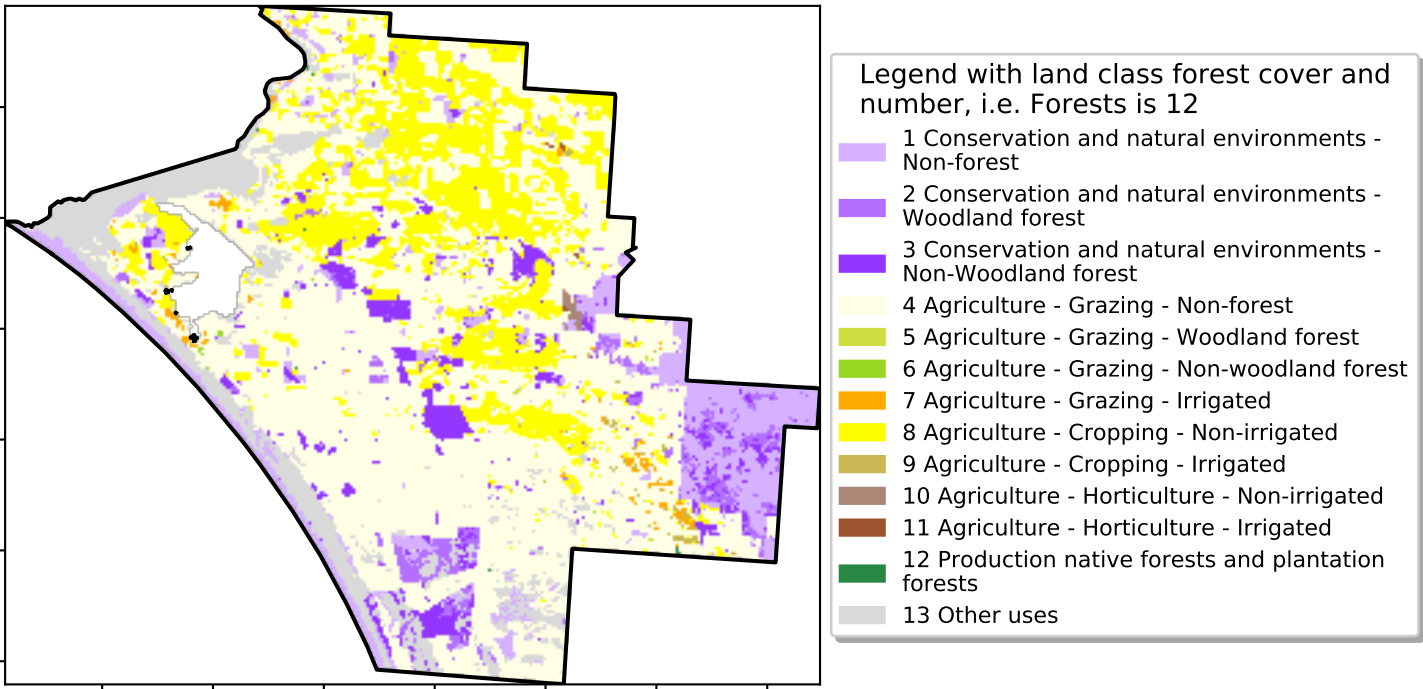 Legend with land class forest cover and
number, i.e. Forests is 12
1 Conservation and natural environments -
Non-forest
2 Conservation and natural environments -
Woodland forest
3 Conservation and natural environments -
Non-Woodland forest
4 Agriculture - Grazing - Non-forest
5 Agriculture - Grazing - Woodland forest
6 Agriculture - Grazing - Non-woodland forest
7 Agriculture - Grazing - Irrigated
8 Agriculture - Cropping - Non-irrigated
9 Agriculture - Cropping - Irrigated
10 Agriculture - Horticulture - Non-irrigated
11 Agriculture - Horticulture - Irrigated
12 Production native forests and plantation
forests
13 Other uses